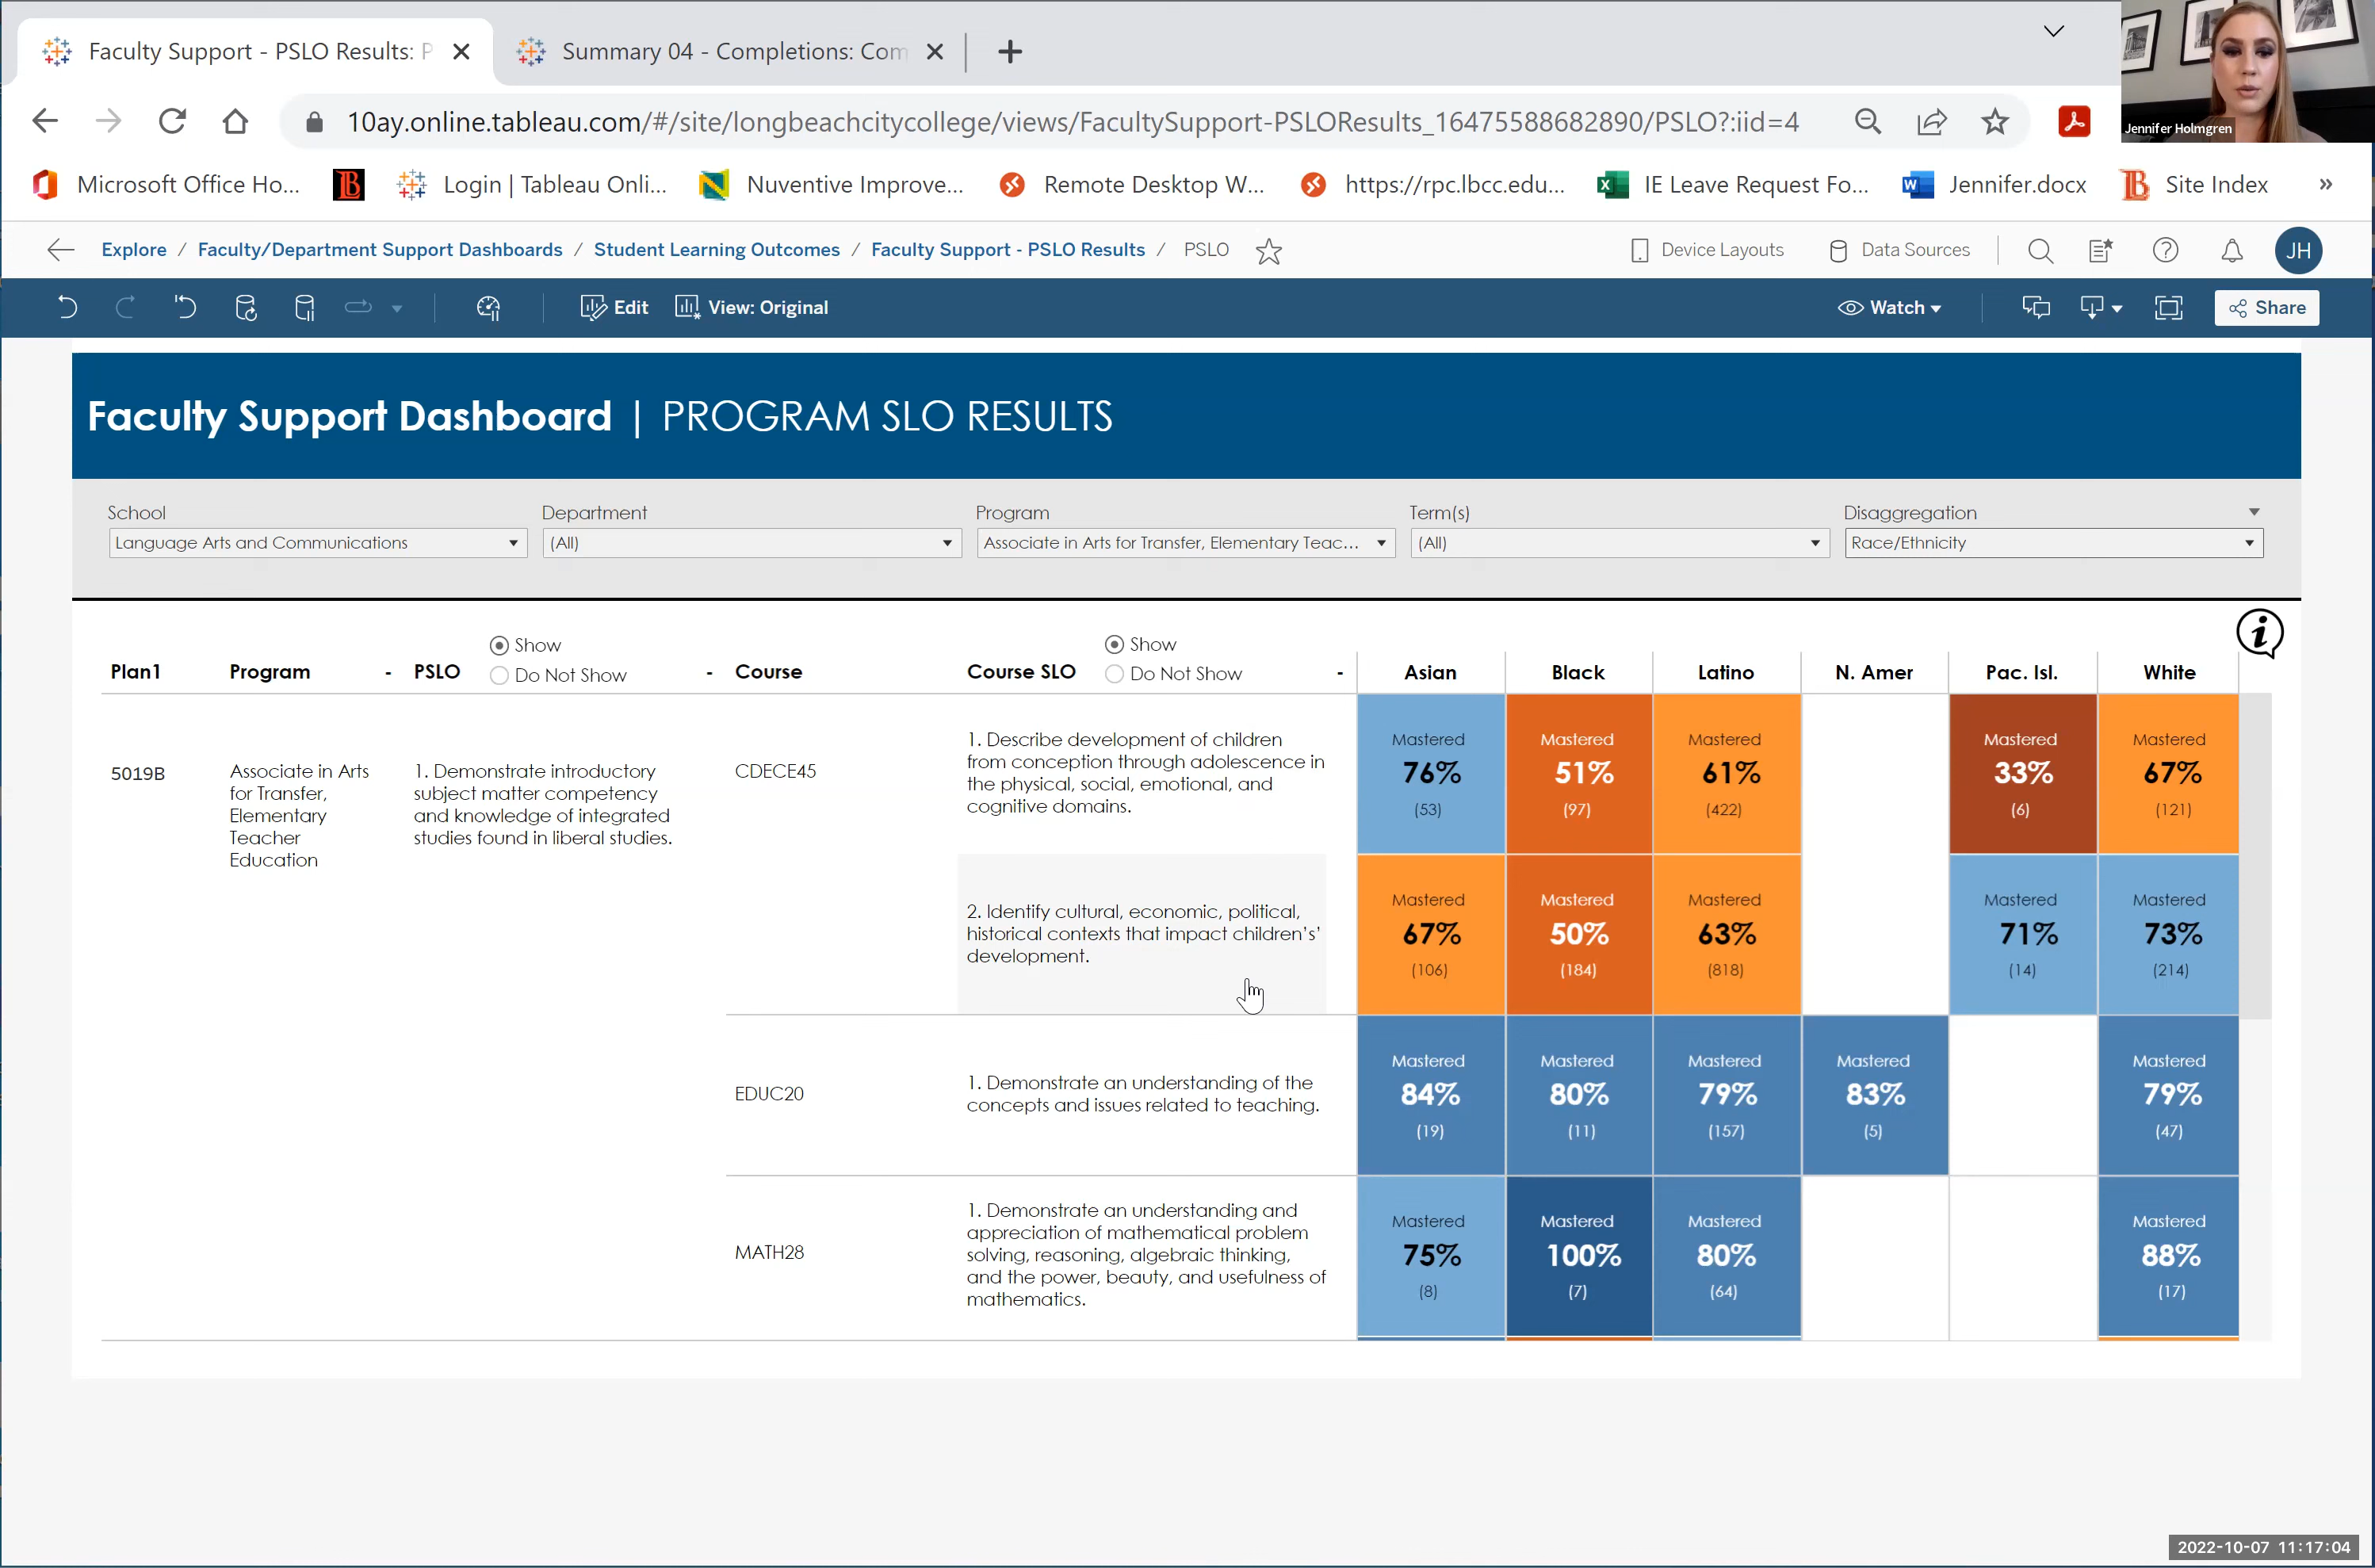 Faculty Support - PSLO Results: P
Summary 04 - Completions: Com
10ay.online.tableau.com/#/site/longbeachcitycollege/views/FacultySupport-PSLOResults_16475588682890/PSLO?:iid=4
Jennifer Holmgren
Microsoft Office Ho...
Login | Tableau Onli...
Nuventive Improve...
Remote Desktop W...
https://rpc.lbcc.edu...
IE Leave Request Fo...
Jennifer.docx
Site Index
»
Explore / Faculty/Department Support Dashboards / Student Learning Outcomes / Faculty Support - PSLO Results / PSLO
Device Layouts
Data Sources
JH
Edit
View: Original
Watch
Share
Faculty Support Dashboard | PROGRAM SLO RESULTS
School
Department
Program
Term(s)
Disaggregation
Language Arts and Communications
(All)
Associate in Arts for Transfer, Elementary Teac...
(All)
Race/Ethnicity
Show
Do Not Show
Show
Do Not Show
Plan1
Program
-
PSLO
-
Course
Course SLO
-
Asian
Black
Latino
N. Amer
Pac. Isl.
White
5019B
Associate in Arts
for Transfer,
Elementary
Teacher
Education
1. Demonstrate introductory
subject matter competency
and knowledge of integrated
studies found in liberal studies.
CDECE45
1. Describe development of children
from conception through adolescence in
the physical, social, emotional, and
cognitive domains.
Mastered
76%
(53)
Mastered
51%
(97)
Mastered
61%
(422)
Mastered
33%
(6)
Mastered
67%
(121)
2. Identify cultural, economic, political,
historical contexts that impact children's'
development.
Mastered
67%
(106)
Mastered
50%
(184)
Mastered
63%
(818)
Mastered
71%
(14)
Mastered
73%
(214)
EDUC20
1. Demonstrate an understanding of the
concepts and issues related to teaching.
Mastered
84%
(19)
Mastered
80%
(11)
Mastered
79%
(157)
Mastered
83%
(5)
Mastered
79%
(47)
MATH28
1. Demonstrate an understanding and
appreciation of mathematical problem
solving, reasoning, algebraic thinking,
and the power, beauty, and usefulness of
mathematics.
Mastered
75%
(8)
Mastered
100%
(7)
Mastered
80%
(64)
Mastered
88%
(17)
2022-10-07 11:17:04